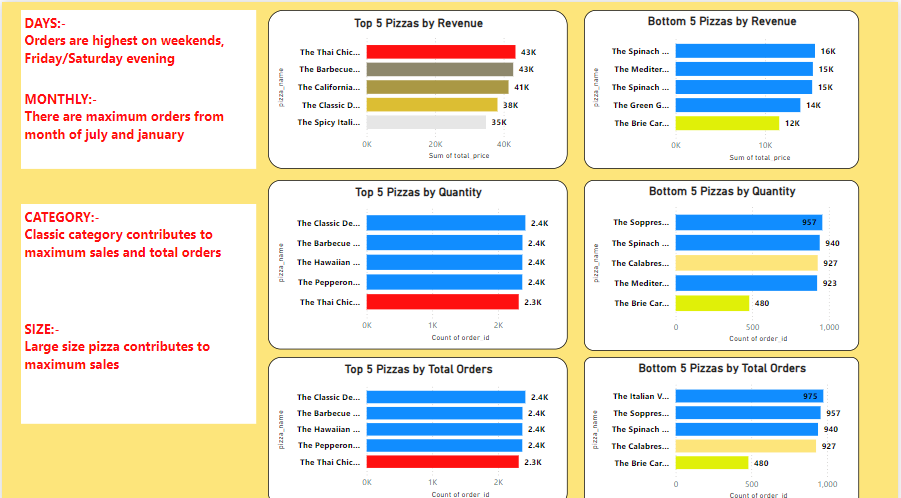 DAYS:-
Orders are highest on weekends,
Friday/Saturday evening
MONTHLY:-
There are maximum orders from
month of july and january
CATEGORY:-
Classic category contributes to
maximum sales and total orders
SIZE:-
Large size pizza contributes to
maximum sales
Top 5 Pizzas by Revenue
pizza_name
The Thai Chic... 43K
The Barbecue... 43K
The California... 41K
The Classic D... 38K
The Spicy Itali... 35K
0K 20K 40K
Sum of total_price
Bottom 5 Pizzas by Revenue
pizza_name
The Spinach ... 16K
The Mediter... 15K
The Spinach ... 15K
The Green G... 14K
The Brie Car... 12K
0K 10K
Sum of total_price
Top 5 Pizzas by Quantity
pizza_name
The Classic De... 2.4K
The Barbecue ... 2.4K
The Hawaiian ... 2.4K
The Pepperon... 2.4K
The Thai Chic... 2.3K
0K 1K 2K
Count of order_id
Bottom 5 Pizzas by Quantity
pizza_name
The Soppres... 957
The Spinach ... 940
The Calabres... 927
The Mediter... 923
The Brie Car... 480
0 500 1,000
Count of order_id
Top 5 Pizzas by Total Orders
pizza_name
The Classic De... 2.4K
The Barbecue ... 2.4K
The Hawaiian ... 2.4K
The Pepperon... 2.4K
The Thai Chic... 2.3K
0K 1K 2K
Count of order_id
Bottom 5 Pizzas by Total Orders
pizza_name
The Italian V... 975
The Soppres... 957
The Spinach ... 940
The Calabres... 927
The Brie Car... 480
0 500 1,000
Count of order_id